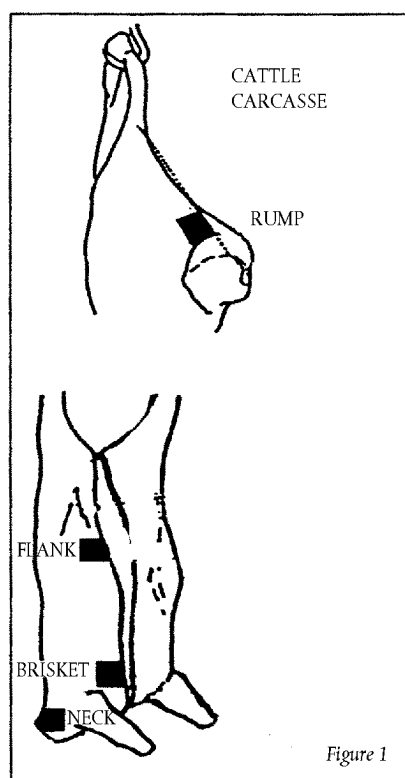 CATTLE
CARCASSE
RUMP
FLANK
BRISKET
NECK
Figure 1